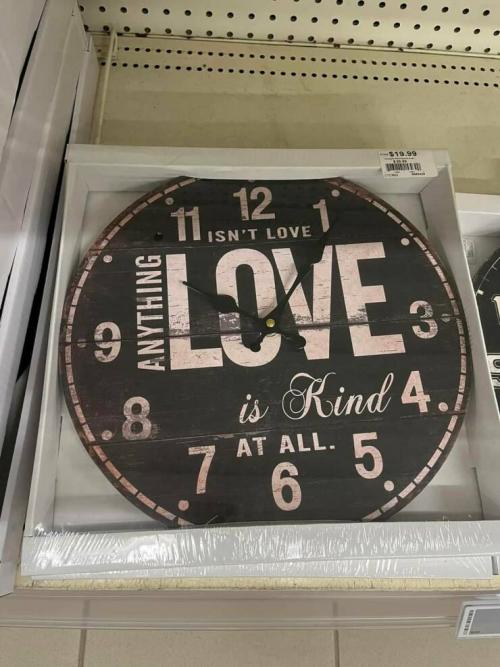 $19.99
12
11
1
ISN'T LOVE
ANYTHING
LOVE
9
3
is Kind
8
4
AT ALL.
7
5
6